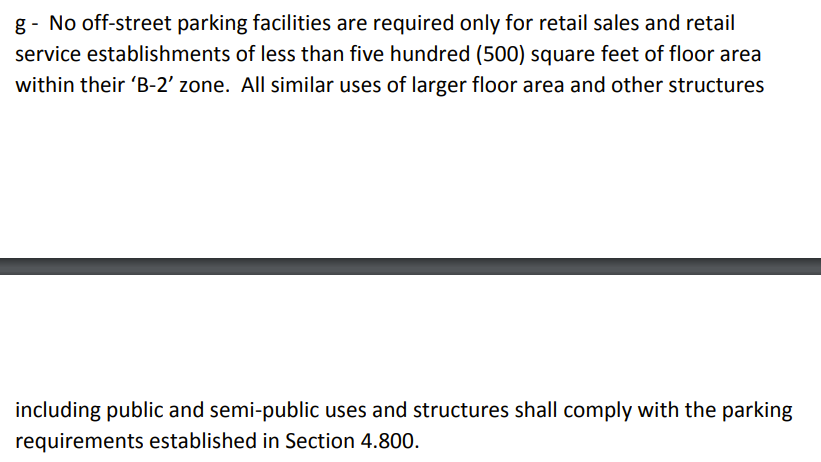 g - No off-street parking facilities are required only for retail sales and retail
service establishments of less than five hundred (500) square feet of floor area
within their ‘B-2’ zone.  All similar uses of larger floor area and other structures
including public and semi-public uses and structures shall comply with the parking
requirements established in Section 4.800.